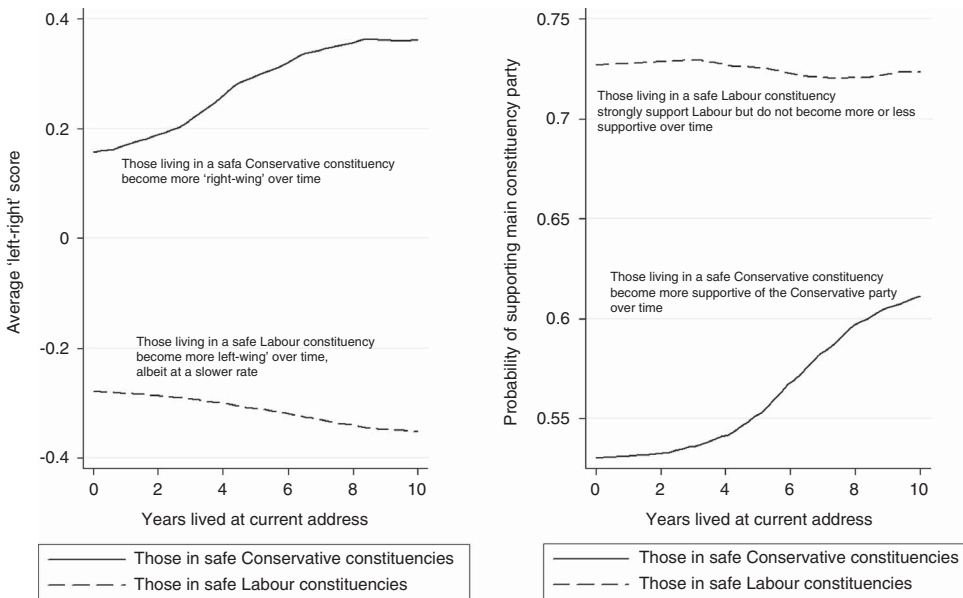 Average 'left-right' score
0.4
0.2
0
-0.2
-0.4
Those living in a safa Conservative constituency
become more 'right-wing' over time
Those living in a safe Labour constituency
become more left-wing' over time,
albeit at a slower rate
0
2
4
6
8
10
Years lived at current address
Those in safe Conservative constituencies
Those in safe Labour constituencies
Probability of supporting main constituency party
0.75
0.7
0.65
0.6
0.55
Those living in a safe Labour constituency
strongly support Labour but do not become more or less
supportive over time
Those living in a safe Conservative constituency
become more supportive of the Conservative party
over time
0
2
4
6
8
10
Years lived at current address
Those in safe Conservative constituencies
Those in safe Labour constituencies